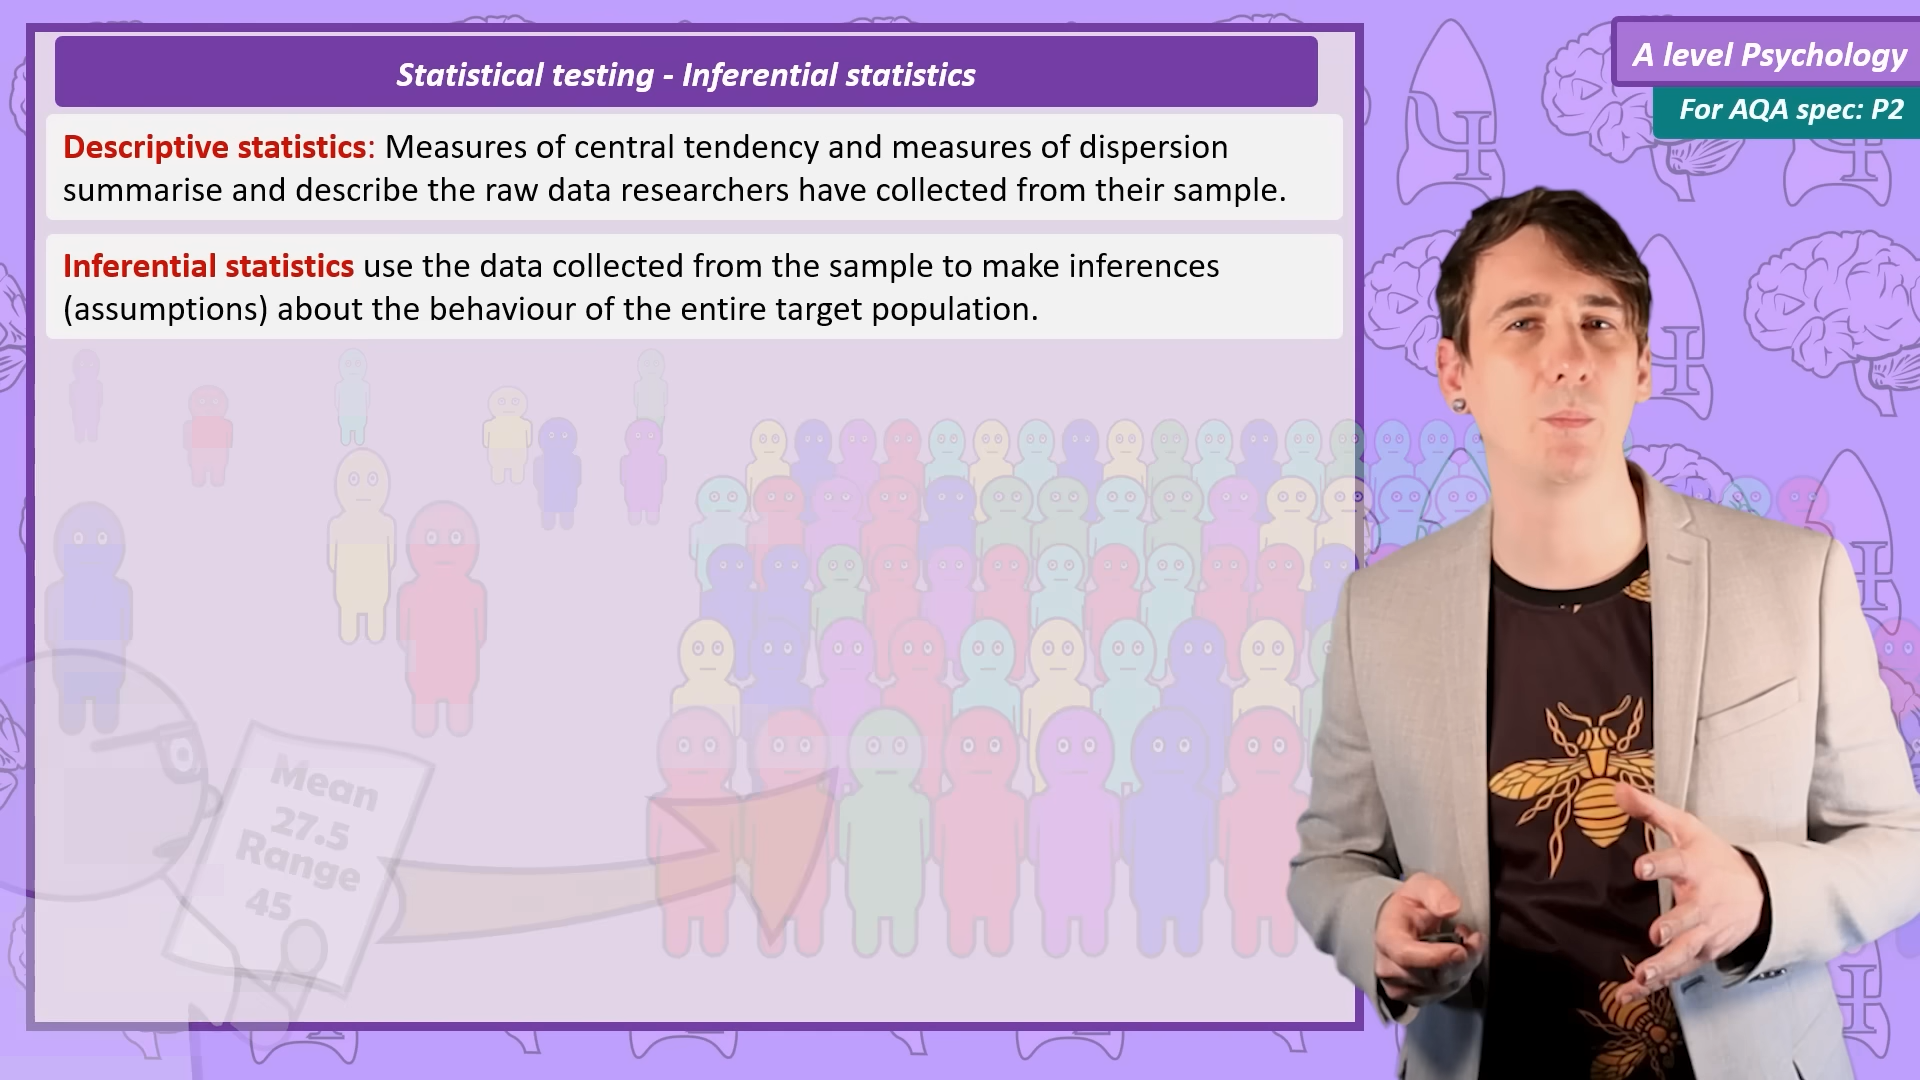 Statistical testing - Inferential statistics
A level Psychology
For AQA spec: P2
Descriptive statistics: Measures of central tendency and measures of dispersion
summarise and describe the raw data researchers have collected from their sample.
Inferential statistics use the data collected from the sample to make inferences
(assumptions) about the behaviour of the entire target population.
Mean
27.5
Range
45